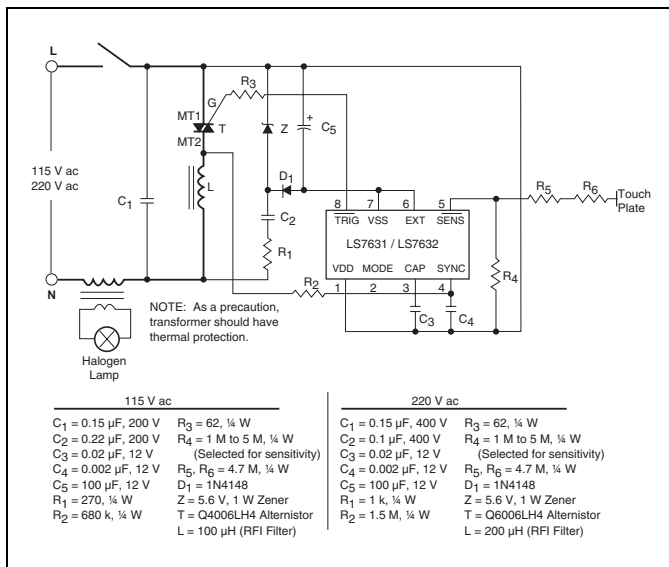 L
R3
G
MT1
T
MT2
Z
+
C5
115 V ac
220 V ac
C1
L
D1
C2
R1
8 7 6 5
TRIG VSS EXT SENS
LS7631 / LS7632
VDD MODE CAP SYNC
1 2 3 4
R5
R6
Touch
Plate
R4
R2
C3
C4
N
NOTE: As a precaution,
transformer should have
thermal protection.
Halogen
Lamp
115 V ac
C1 = 0.15 µF, 200 V R3 = 62, ¼ W
C2 = 0.22 µF, 200 V R4 = 1 M to 5 M, ¼ W
C3 = 0.02 µF, 12 V (Selected for sensitivity)
C4 = 0.002 µF, 12 V R5, R6 = 4.7 M, ¼ W
C5 = 100 µF, 12 V D1 = 1N4148
R1 = 270, ¼ W Z = 5.6 V, 1 W Zener
R2 = 680 k, ¼ W T = Q4006LH4 Alternistor
L = 100 µH (RFI Filter)
220 V ac
C1 = 0.15 µF, 400 V R3 = 62, ¼ W
C2 = 0.1 µF, 400 V R4 = 1 M to 5 M, ¼ W
C3 = 0.02 µF, 12 V (Selected for sensitivity)
C4 = 0.002 µF, 12 V R5, R6 = 4.7 M, ¼ W
C5 = 100 µF, 12 V D1 = 1N4148
R1 = 1 k, ¼ W Z = 5.6 V, 1 W Zener
R2 = 1.5 M, ¼ W T = Q6006LH4 Alternistor
L = 200 µH (RFI Filter)